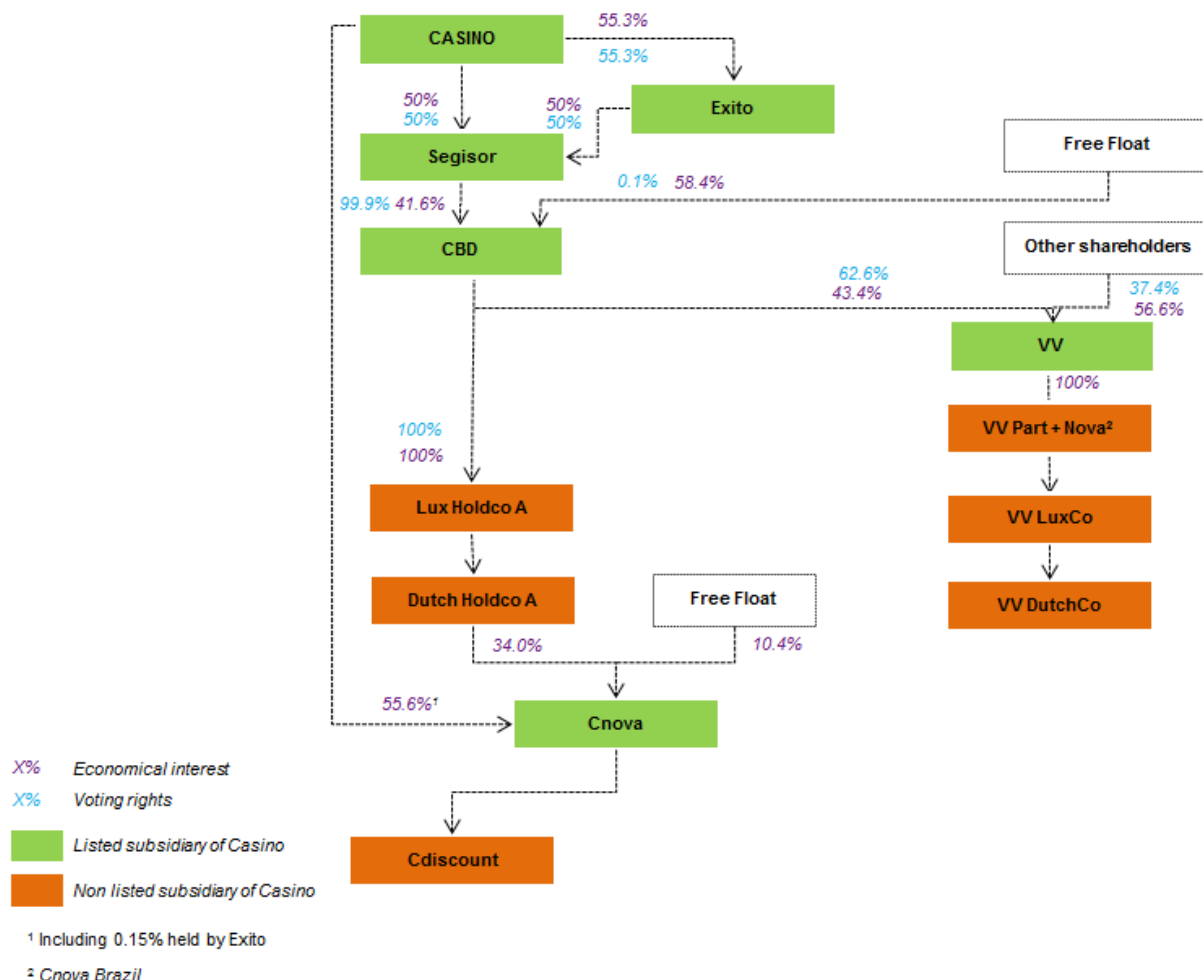 55.3%
CASINO
55.3%
50%
50%
50%
50%
Exito
Free Float
Segisor
0.1% 58.4%
99.9% 41.6%
CBD
Other shareholders
62.6%
43.4%
37.4%
56.6%
VV
100%
100%
100%
VV Part + Nova²
Lux Holdco A
VV LuxCo
Dutch Holdco A
Free Float
VV DutchCo
34.0%
10.4%
55.6%¹
Cnova
X% Economical interest
X% Voting rights
Listed subsidiary of Casino
Cdiscount
Non listed subsidiary of Casino
¹ Including 0.15% held by Exito
² Cnova Brazil